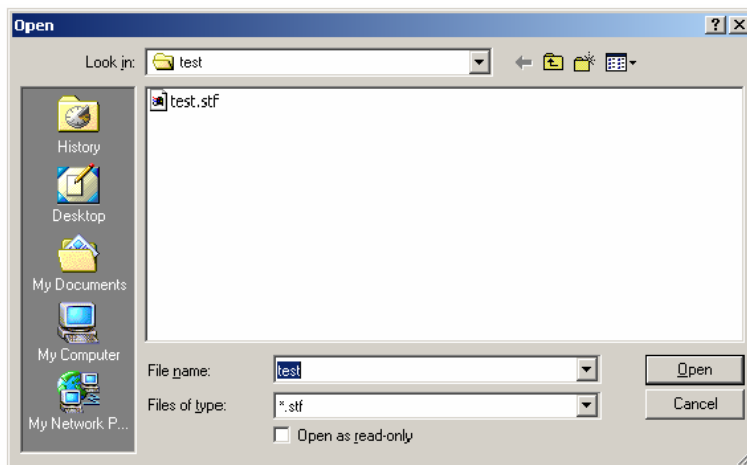 Open
Look in: test
test.stf
History
Desktop
My Documents
My Computer
My Network P...
File name: test Open
Files of type: *.stf Cancel
Open as read-only